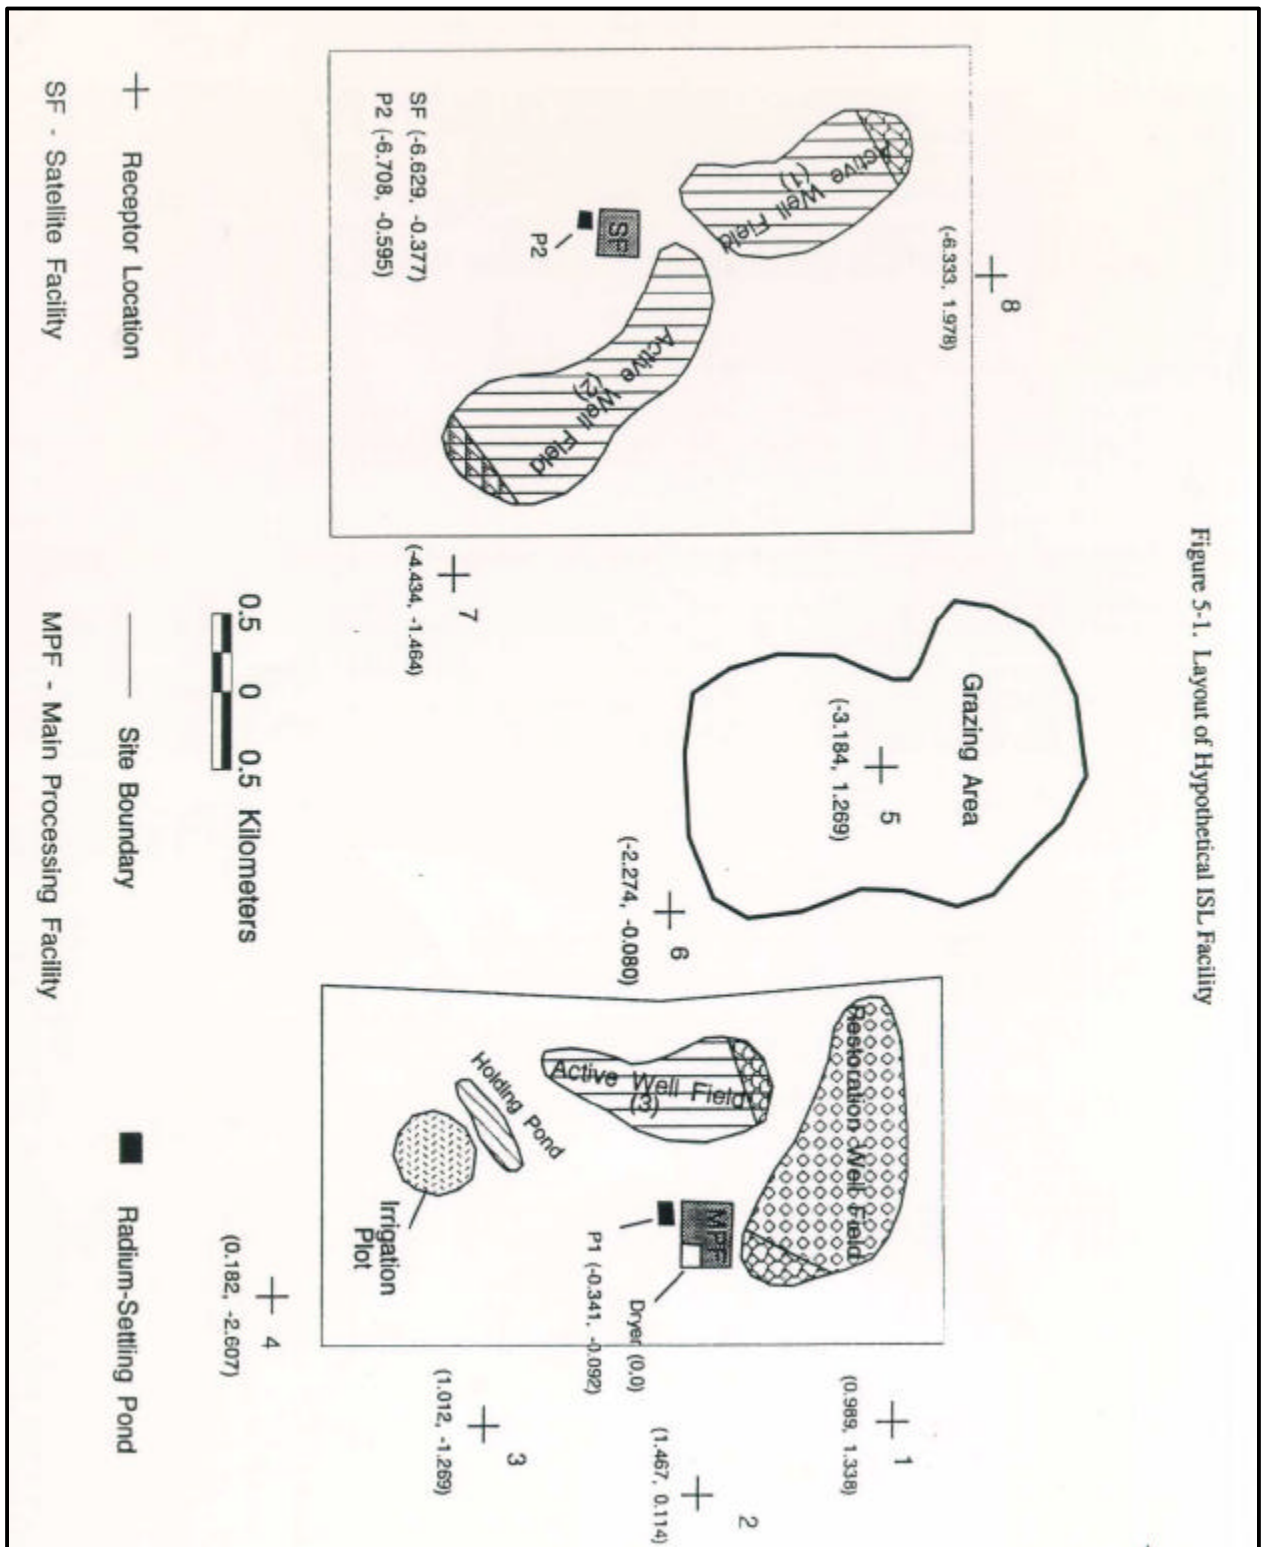 Figure 5-1. Layout of Hypothetical ISL Facility
8
(-6.333, 1.978)
Active Well Field
(1)
SF
P2
Active Well Field
(2)
SF (-6.629, -0.377)
P2 (-6.708, -0.595)
7
(-4.434, -1.464)
Grazing Area
5
(-3.184, 1.269)
6
(-2.274, -0.080)
Restoration Well Field
Active Well Field
(3)
Holding Pond
Irrigation
Plot
MPF
Dryer (0,0)
P1 (-0.341, -0.092)
1
(0.989, 1.338)
2
(1.467, 0.114)
3
(1.012, -1.269)
4
(0.182, -2.607)
0.5 0 0.5 Kilometers
Receptor Location
Site Boundary
Radium-Settling Pond
SF - Satellite Facility
MPF - Main Processing Facility